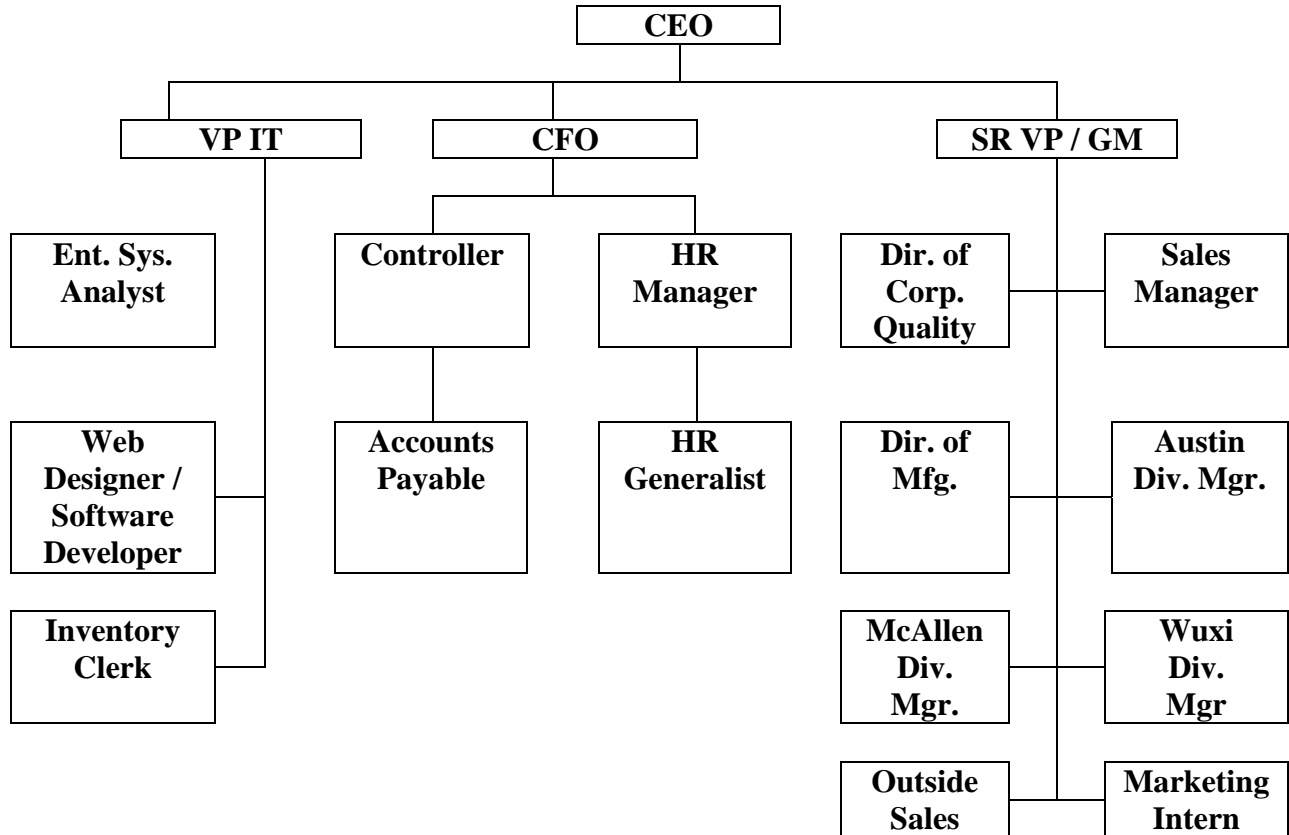 CEO
VP IT
CFO
SR VP / GM
Ent. Sys.
Analyst
Controller
HR
Manager
Dir. of
Corp.
Quality
Sales
Manager
Web
Designer /
Software
Developer
Accounts
Payable
HR
Generalist
Dir. of
Mfg.
Austin
Div. Mgr.
Inventory
Clerk
McAllen
Div.
Mgr.
Wuxi
Div.
Mgr
Outside
Sales
Marketing
Intern